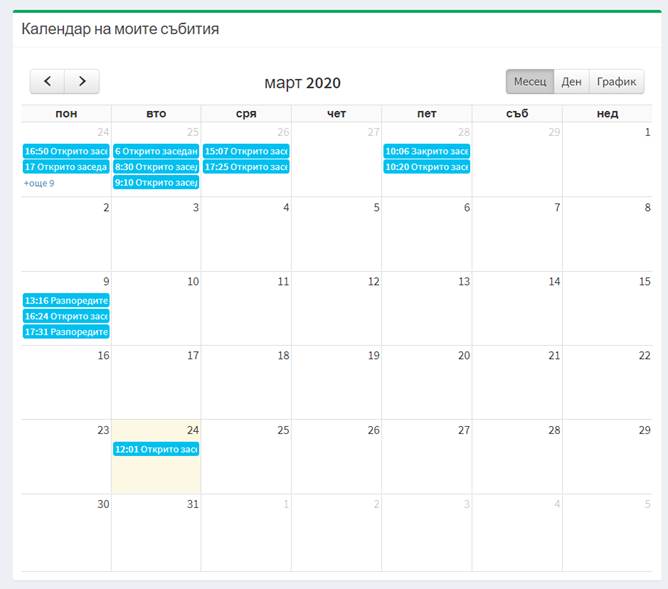 Календар на моите събития
март 2020
Месец Ден График
пон вто сря чет пет съб нед
24 25 26 27 28 29 1
16:50 Открито зас
6 Открито заседан
15:07 Открито засе
10:06 Закрито засе
17 Открито заседа
8:30 Открито засед
17:25 Открито засе
10:20 Открито засе
+още 9
9:10 Открито засед
2 3 4 5 6 7 8
9 10 11 12 13 14 15
13:16 Разпоредите
16:24 Открито засе
17:31 Разпоредите
16 17 18 19 20 21 22
23 24 25 26 27 28 29
12:01 Открито засе
30 31 1 2 3 4 5